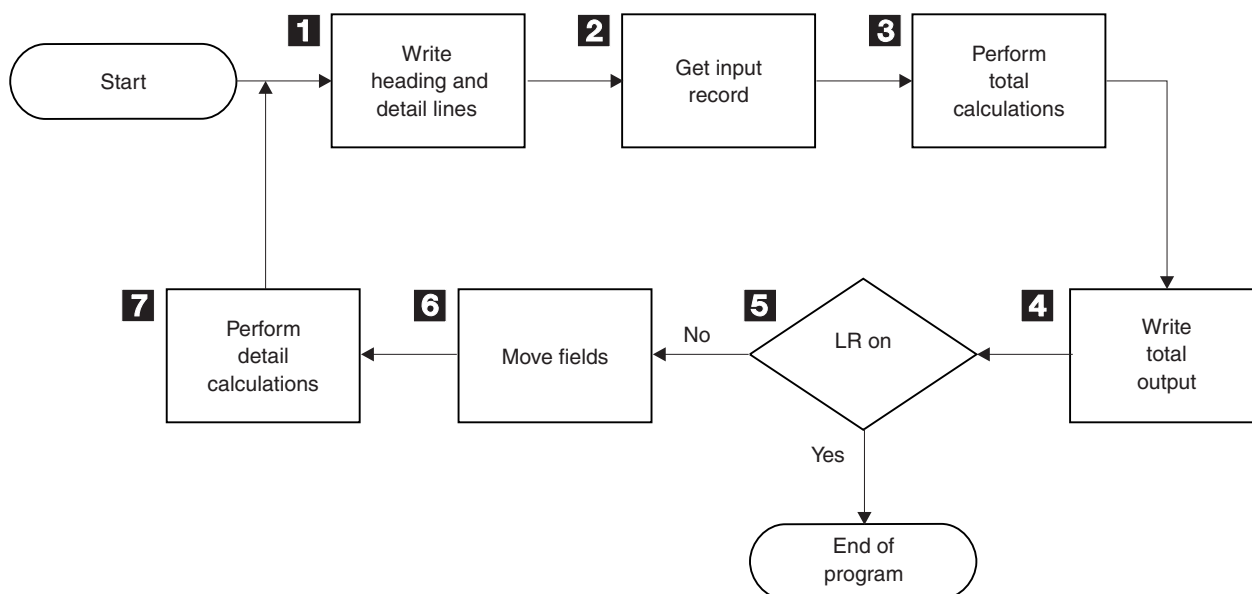 Start
1
Write
heading and
detail lines
2
Get input
record
3
Perform
total
calculations
4
Write
total
output
5
LR on
No
Yes
6
Move fields
7
Perform
detail
calculations
End of
program